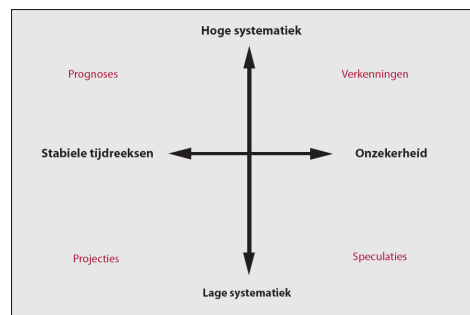 Hoge systematiek
Prognoses
Verkenningen
Stabiele tijdreeksen
Onzekerheid
Projecties
Speculaties
Lage systematiek